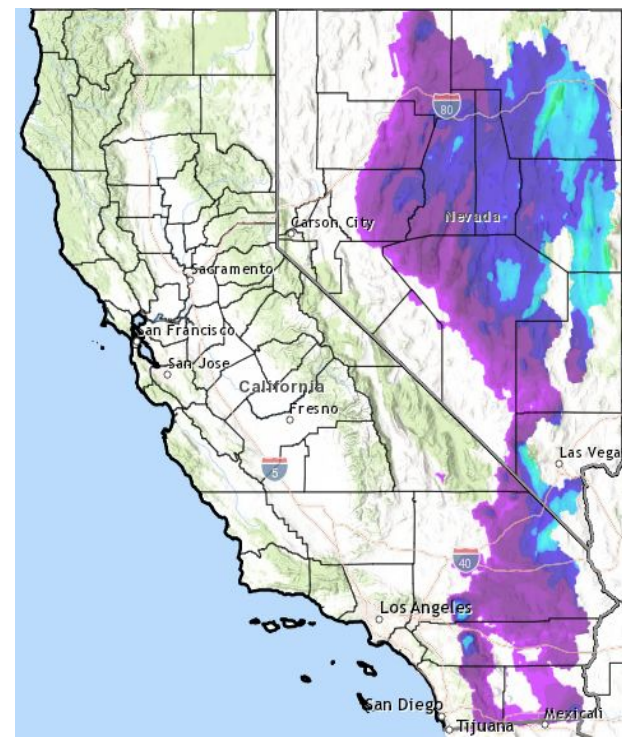 80
Nevada
Carson City
Sacramento
San Francisco
San Jose
California
Fresno
5
Las Vega
40
Los Angeles
San Diego
Tijuana
Mexicali